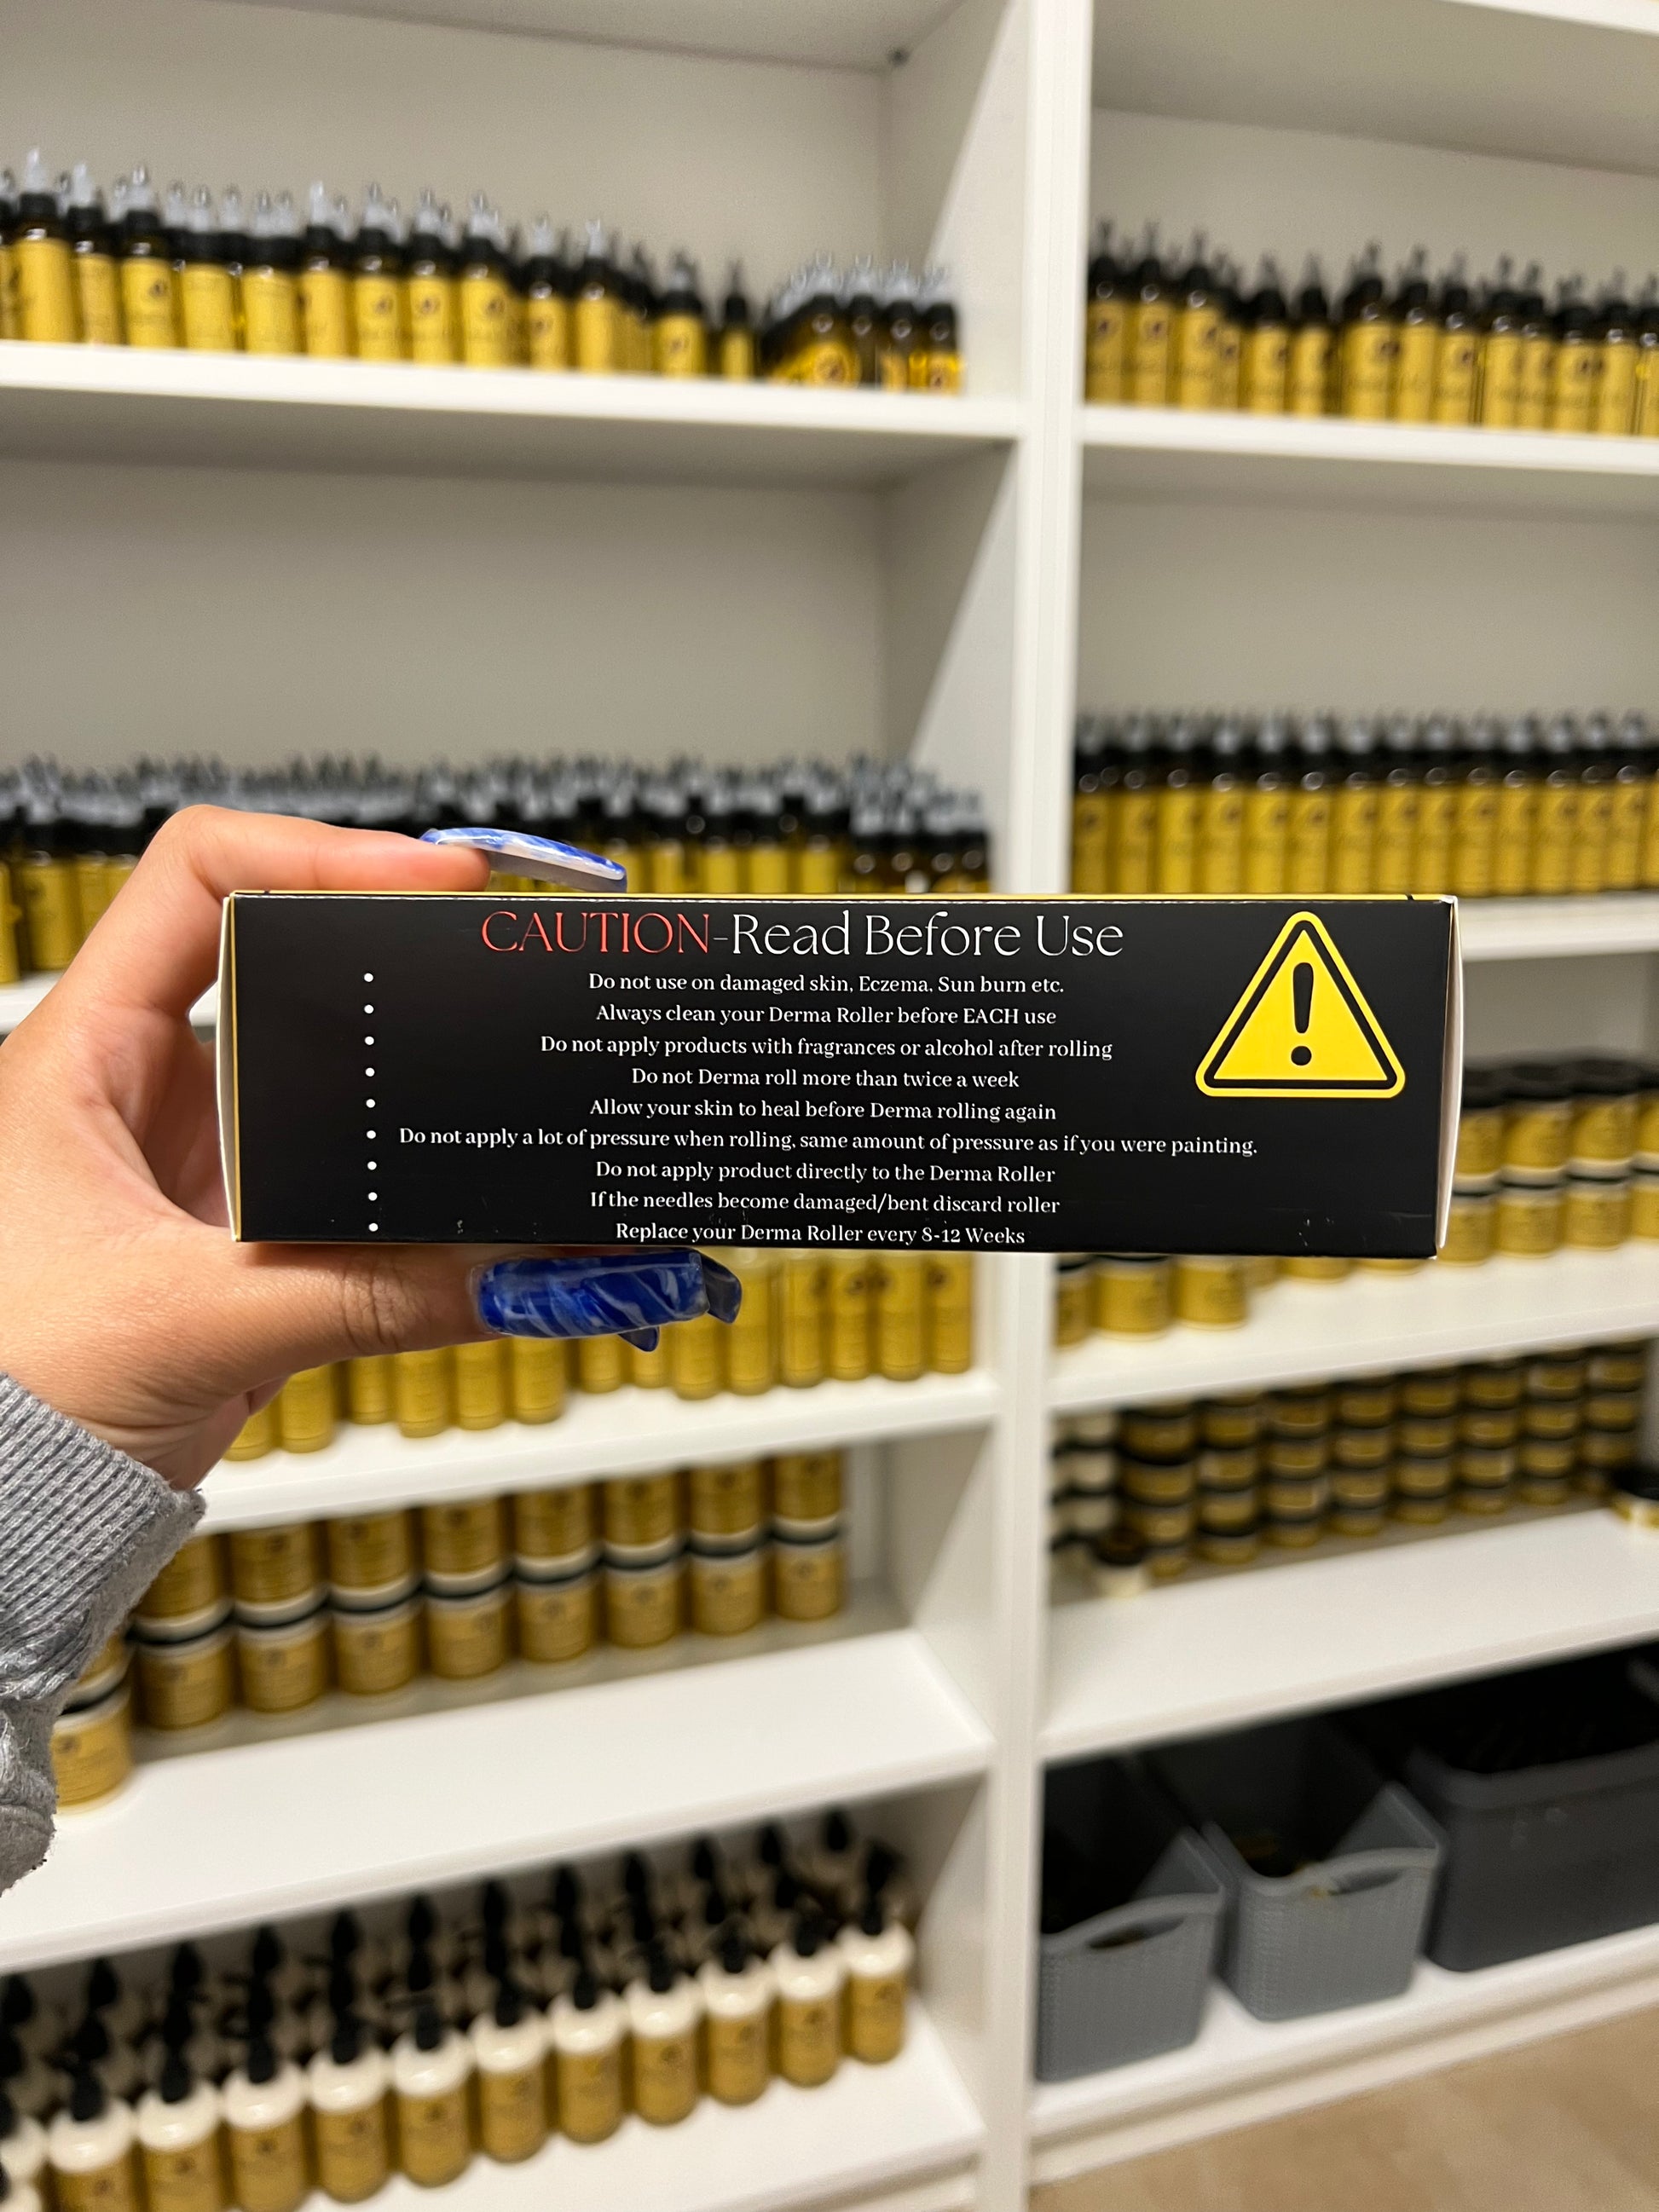 CAUTION-Read Before Use
• Do not use on damaged skin, Eczema, Sun burn etc.
• Always clean your Derma Roller before EACH use
• Do not apply products with fragrances or alcohol after rolling
• Do not Derma roll more than twice a week
• Allow your skin to heal before Derma rolling again
• Do not apply a lot of pressure when rolling, same amount of pressure as if you were painting.
• Do not apply product directly to the Derma Roller
• If the needles become damaged/bent discard roller
• Replace your Derma Roller every 8-12 Weeks